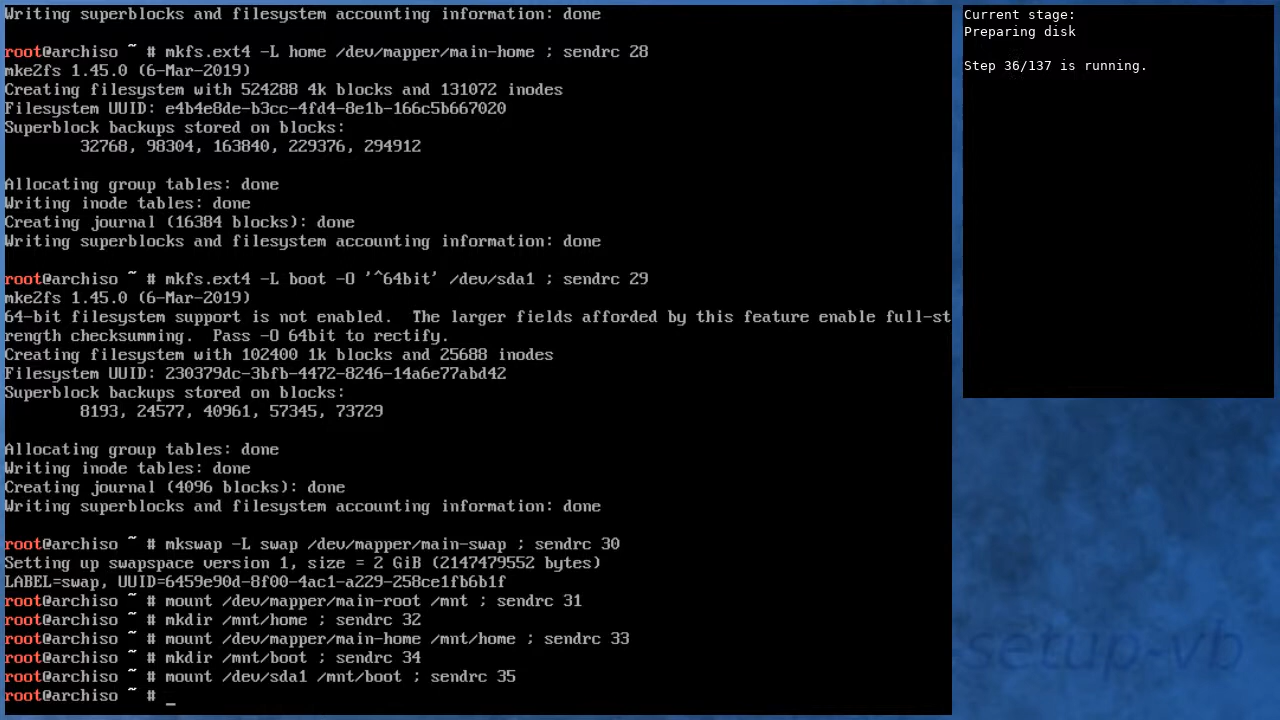 Writing superblocks and filesystem accounting information: done
root@archiso ~ # mkfs.ext4 -L home /dev/mapper/main-home ; sendrc 28
mke2fs 1.45.0 (6-Mar-2019)
Creating filesystem with 524288 4k blocks and 131072 inodes
Filesystem UUID: e4b4e8de-b3cc-4fd4-8e1b-166c5b667020
Superblock backups stored on blocks:
32768, 98304, 163840, 229376, 294912
Allocating group tables: done
Writing inode tables: done
Creating journal (16384 blocks): done
Writing superblocks and filesystem accounting information: done
root@archiso ~ # mkfs.ext4 -L boot -O '^64bit' /dev/sda1 ; sendrc 29
mke2fs 1.45.0 (6-Mar-2019)
64-bit filesystem support is not enabled.  The larger fields afforded by this feature enable full-st
rength checksumming.  Pass -O 64bit to rectify.
Creating filesystem with 102400 1k blocks and 25688 inodes
Filesystem UUID: 230379dc-3bfb-4472-8246-14a6e77abd42
Superblock backups stored on blocks:
8193, 24577, 40961, 57345, 73729
Allocating group tables: done
Writing inode tables: done
Creating journal (4096 blocks): done
Writing superblocks and filesystem accounting information: done
root@archiso ~ # mkswap -L swap /dev/mapper/main-swap ; sendrc 30
Setting up swapspace version 1, size = 2 GiB (2147479552 bytes)
LABEL=swap, UUID=6459e90d-8f00-4ac1-a229-258ce1fb6b1f
root@archiso ~ # mount /dev/mapper/main-root /mnt ; sendrc 31
root@archiso ~ # mkdir /mnt/home ; sendrc 32
root@archiso ~ # mount /dev/mapper/main-home /mnt/home ; sendrc 33
root@archiso ~ # mkdir /mnt/boot ; sendrc 34
root@archiso ~ # mount /dev/sda1 /mnt/boot ; sendrc 35
root@archiso ~ # _
Current stage:
Preparing disk
Step 36/137 is running.
setup-vb